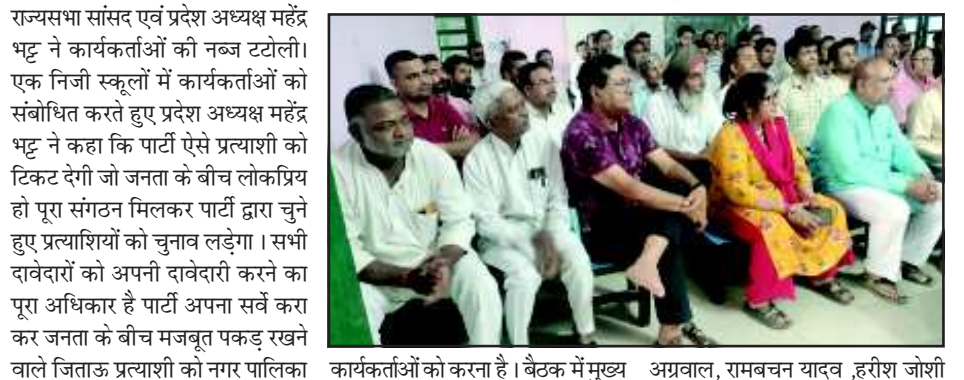 राज्यसभा सांसद एवं प्रदेश अध्यक्ष महेंद्र
भट्ट ने कार्यकर्ताओं की नब्ज टटोली।
एक निजी स्कूलों में कार्यकर्ताओं को
संबोधित करते हुए प्रदेश अध्यक्ष महेंद्र
भट्ट ने कहा कि पार्टी ऐसे प्रत्याशी को
टिकट देगी जो जनता के बीच लोकप्रिय
हो पूरा संगठन मिलकर पार्टी द्वारा चुने
हुए प्रत्याशियों को चुनाव लड़ेगा । सभी
दावेदारों को अपनी दावेदारी करने का
पूरा अधिकार है पार्टी अपना सर्वे करा
कर जनता के बीच मजबूत पकड़ रखने
वाले जिताऊ प्रत्याशी को नगर पालिका
कार्यकर्ताओं को करना है । बैठक में मुख्य
अग्रवाल, रामबचन यादव ,हरीश जोशी